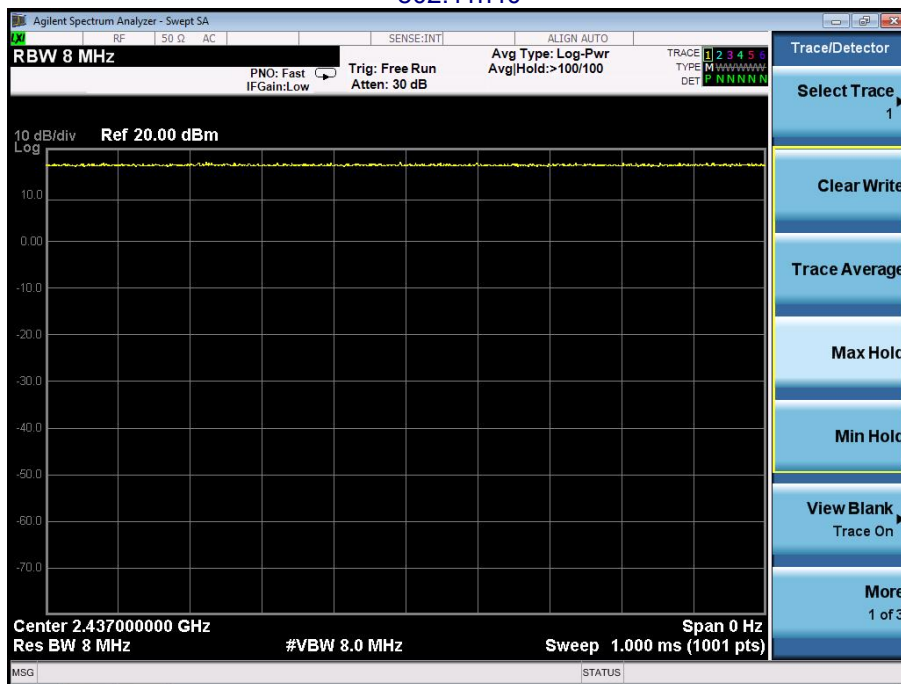 Agilent Spectrum Analyzer - Swept SA
LXI
RF 50 Ω AC SENSE:INT ALIGN AUTO
RBW 8 MHz
PNO: Fast
IFGain:Low
Trig: Free Run
Atten: 30 dB
Avg Type: Log-Pwr
Avg|Hold:>100/100
TRACE 1 2 3 4 5 6
TYPE M WWWWW
DET P N N N N N
10 dB/div
Log
Ref 20.00 dBm
10.0
0.00
-10.0
-20.0
-30.0
-40.0
-50.0
-60.0
-70.0
Center 2.437000000 GHz
Span 0 Hz
Res BW 8 MHz
#VBW 8.0 MHz
Sweep 1.000 ms (1001 pts)
MSG
STATUS
Trace/Detector
Select Trace
1
Clear Write
Trace Average
Max Hold
Min Hold
View Blank
Trace On
More
1 of 3